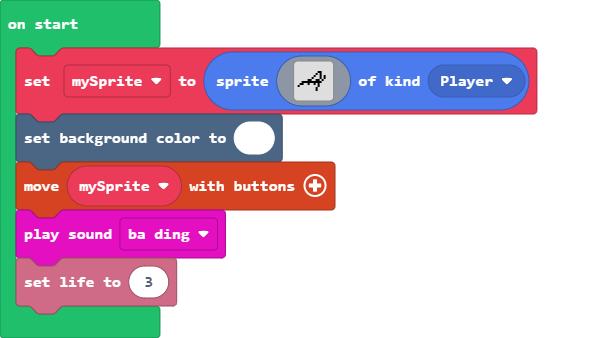 on start
set mySprite to sprite of kind Player
set background color to
move mySprite with buttons
play sound ba ding
set life to 3